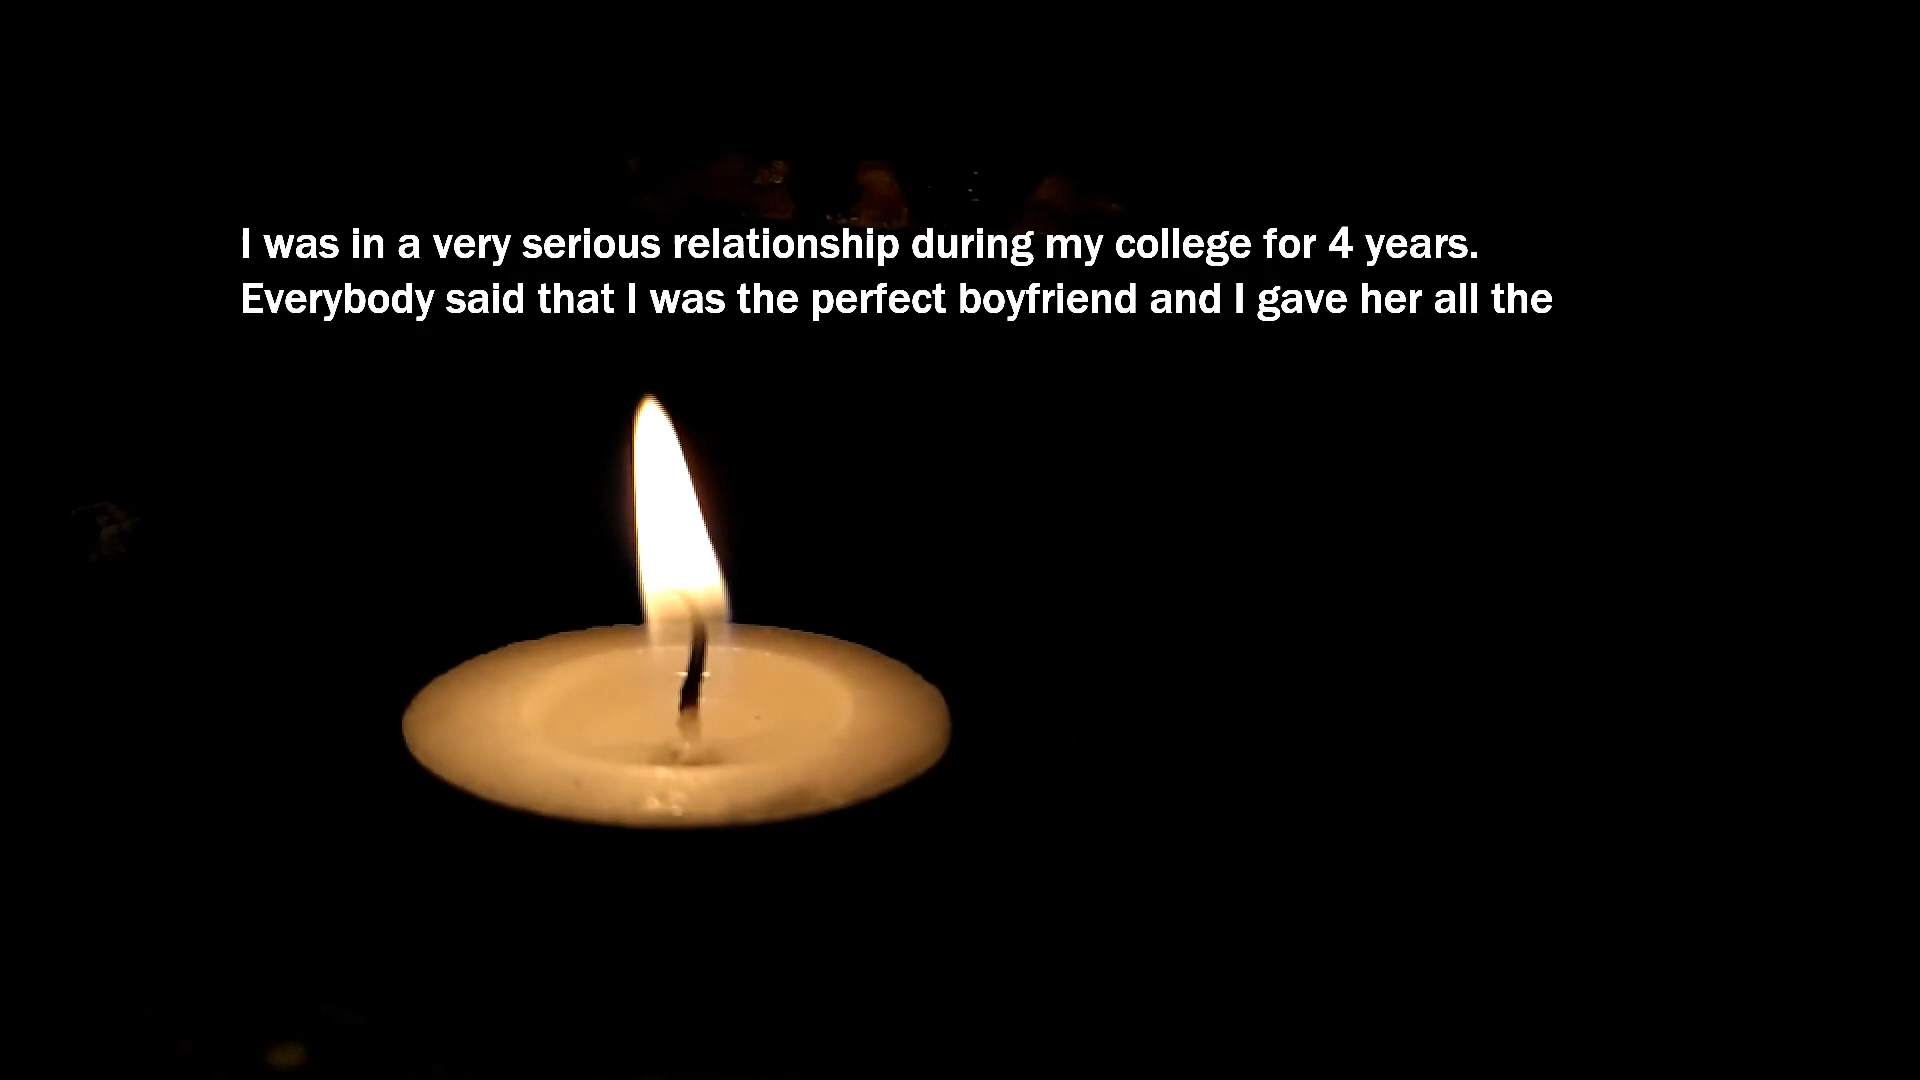 I was in a very serious relationship during my college for 4 years.
Everybody said that I was the perfect boyfriend and I gave her all the